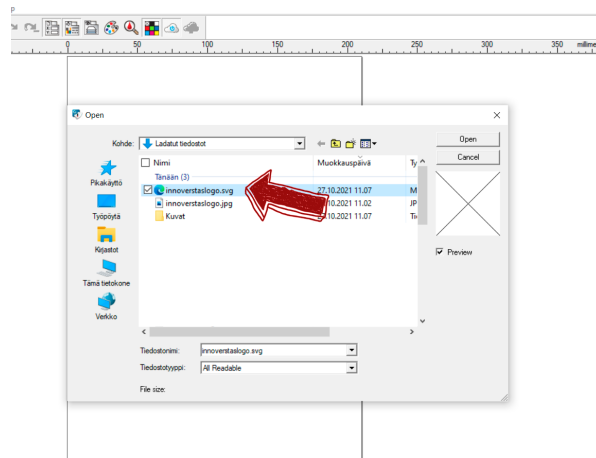 p
0 50 100 150 200 250 300 350 millime
Open
Kohde: Ladatut tiedostot
Open
Cancel
Nimi Muokkauspäivä Ty
Tänään (3)
innoverstaslogo.svg 27.10.2021 11.07 M
innoverstaslogo.jpg 10.2021 11.02 JP
Kuvat 10.2021 11.07 Tie
Pikakäyttö
Työpöytä
Kirjastot
Tämä tietokone
Verkko
Preview
Tiedostonimi: innoverstaslogo.svg
Tiedostotyyppi: All Readable
File size: